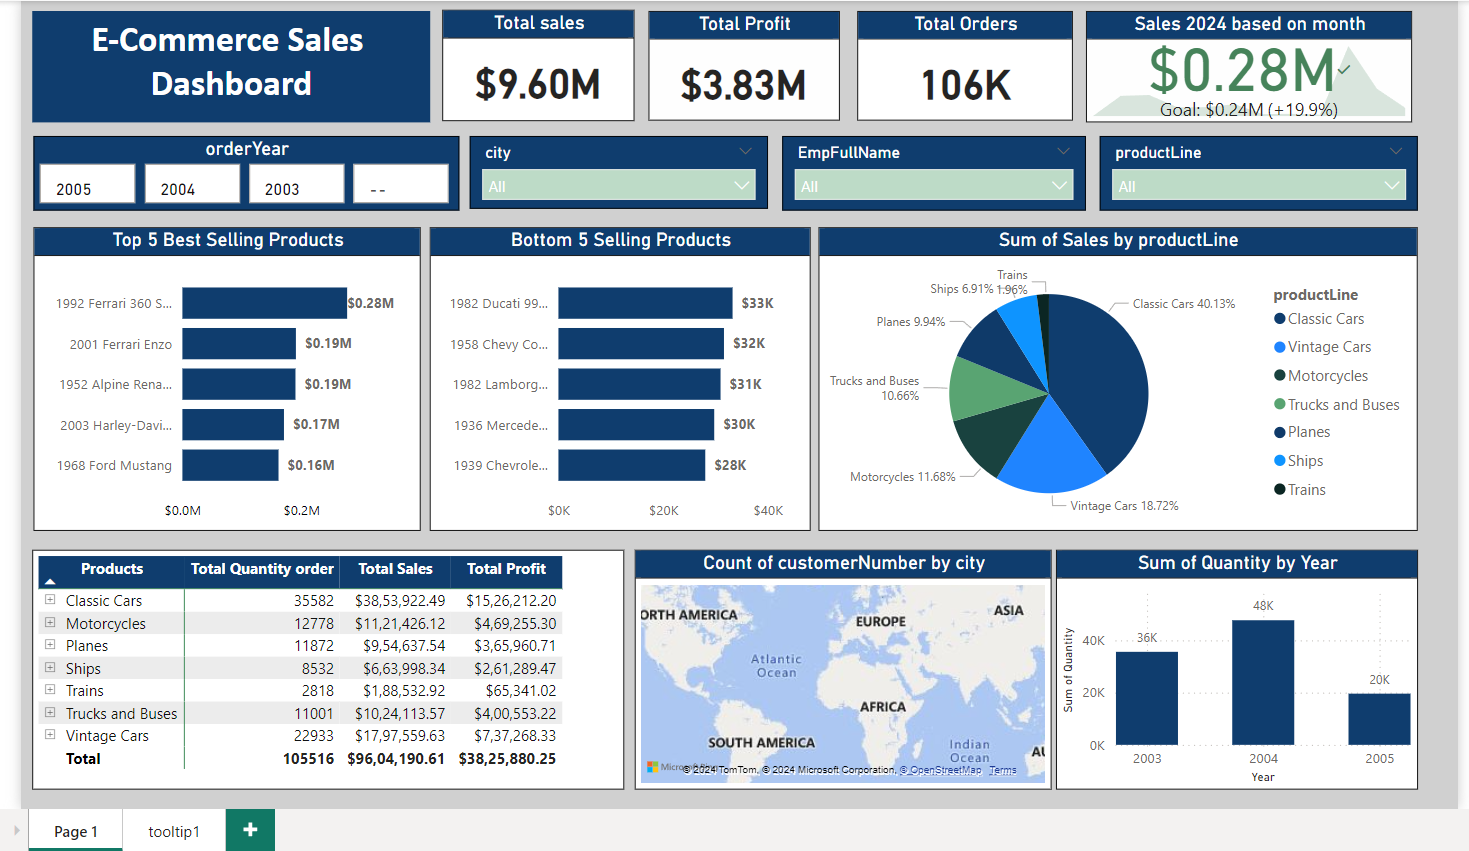 E-Commerce Sales
Dashboard
Total sales
$9.60M
Total Profit
$3.83M
Total Orders
106K
Sales 2024 based on month
$0.28M
Goal: $0.24M (+19.9%)
orderYear
2005
2004
2003
--
city
All
EmpFullName
All
productLine
All
Top 5 Best Selling Products
1992 Ferrari 360 S... $0.28M
2001 Ferrari Enzo $0.19M
1952 Alpine Rena... $0.19M
2003 Harley-Davi... $0.17M
1968 Ford Mustang $0.16M
$0.0M $0.2M
Bottom 5 Selling Products
1982 Ducati 99... $33K
1958 Chevy Co... $32K
1982 Lamborg... $31K
1936 Mercede... $30K
1939 Chevrole... $28K
$0K $20K $40K
Sum of Sales by productLine
Trains
1.96%
Ships 6.91%
Classic Cars 40.13%
Planes 9.94%
Trucks and Buses
10.66%
Motorcycles 11.68%
Vintage Cars 18.72%
productLine
Classic Cars
Vintage Cars
Motorcycles
Trucks and Buses
Planes
Ships
Trains
Products Total Quantity order Total Sales Total Profit
Classic Cars 35582 $38,53,922.49 $15,26,212.20
Motorcycles 12778 $11,21,426.12 $4,69,255.30
Planes 11872 $9,54,637.54 $3,65,960.71
Ships 8532 $6,63,998.34 $2,61,289.47
Trains 2818 $1,88,532.92 $65,341.02
Trucks and Buses 11001 $10,24,113.57 $4,00,553.22
Vintage Cars 22933 $17,97,559.63 $7,37,268.33
Total 105516 $96,04,190.61 $38,25,880.25
Count of customerNumber by city
ORTH AMERICA
EUROPE
ASIA
Atlantic
Ocean
AFRICA
SOUTH AMERICA
Indian
Ocean
AU
© 2024 TomTom, © 2024 Microsoft Corporation, © OpenStreetMap Terms
Sum of Quantity by Year
Sum of Quantity
40K
20K
0K
36K
48K
20K
2003 2004 2005
Year
Page 1
tooltip1
+